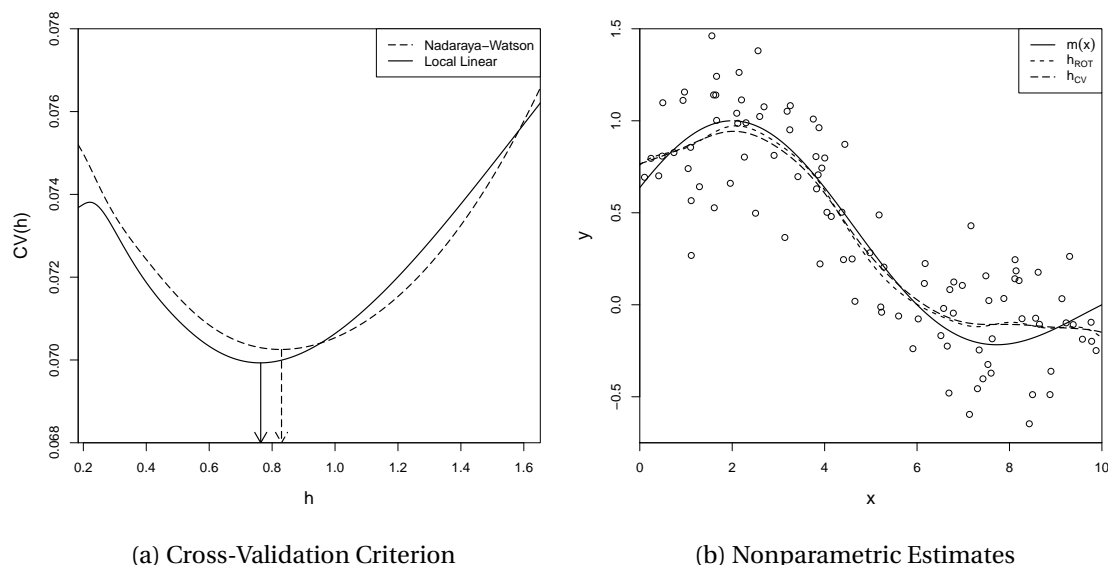 0.078
0.076
0.074
0.072
0.070
0.068
CV(h)
0.2 0.4 0.6 0.8 1.0 1.2 1.4 1.6
h
Nadaraya−Watson
Local Linear
(a) Cross-Validation Criterion
1.5
1.0
0.5
0.0
−0.5
y
0 2 4 6 8 10
x
m(x)
hROT
hCV
(b) Nonparametric Estimates